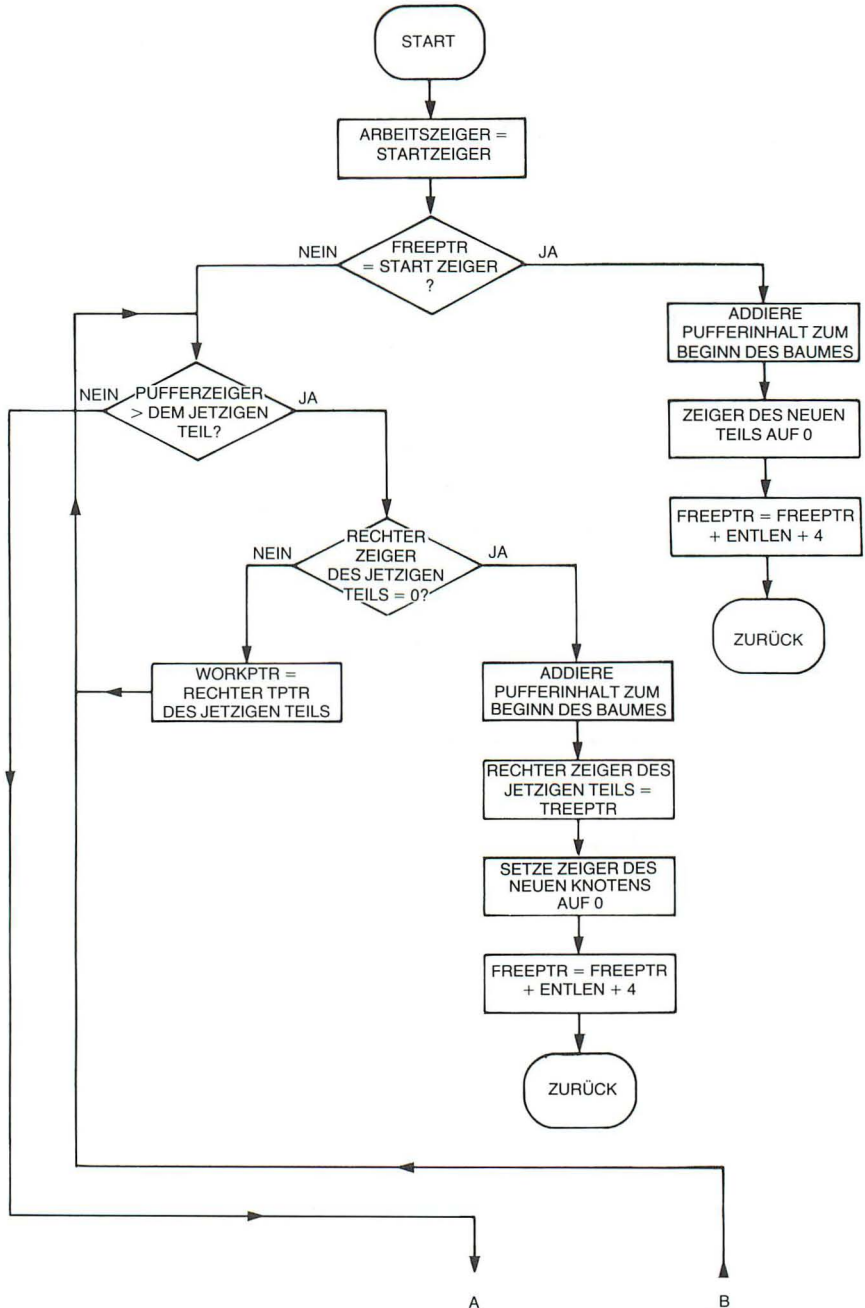 START
ARBEITSZEIGER =
STARTZEIGER
FREEPTR
= START ZEIGER
?
NEIN
JA
ADDIERE
PUFFERINHALT ZUM
BEGINN DES BAUMES
ZEIGER DES NEUEN
TEILS AUF 0
FREEPTR = FREEPTR
+ ENTLEN + 4
ZURÜCK
PUFFERZEIGER
> DEM JETZIGEN
TEIL?
NEIN
JA
RECHTER
ZEIGER
DES JETZIGEN
TEILS = 0?
NEIN
JA
WORKPTR =
RECHTER TPTR
DES JETZIGEN TEILS
ADDIERE
PUFFERINHALT ZUM
BEGINN DES BAUMES
RECHTER ZEIGER DES
JETZIGEN TEILS =
TREEPTR
SETZE ZEIGER DES
NEUEN KNOTENS
AUF 0
FREEPTR = FREEPTR
+ ENTLEN + 4
ZURÜCK
A
B